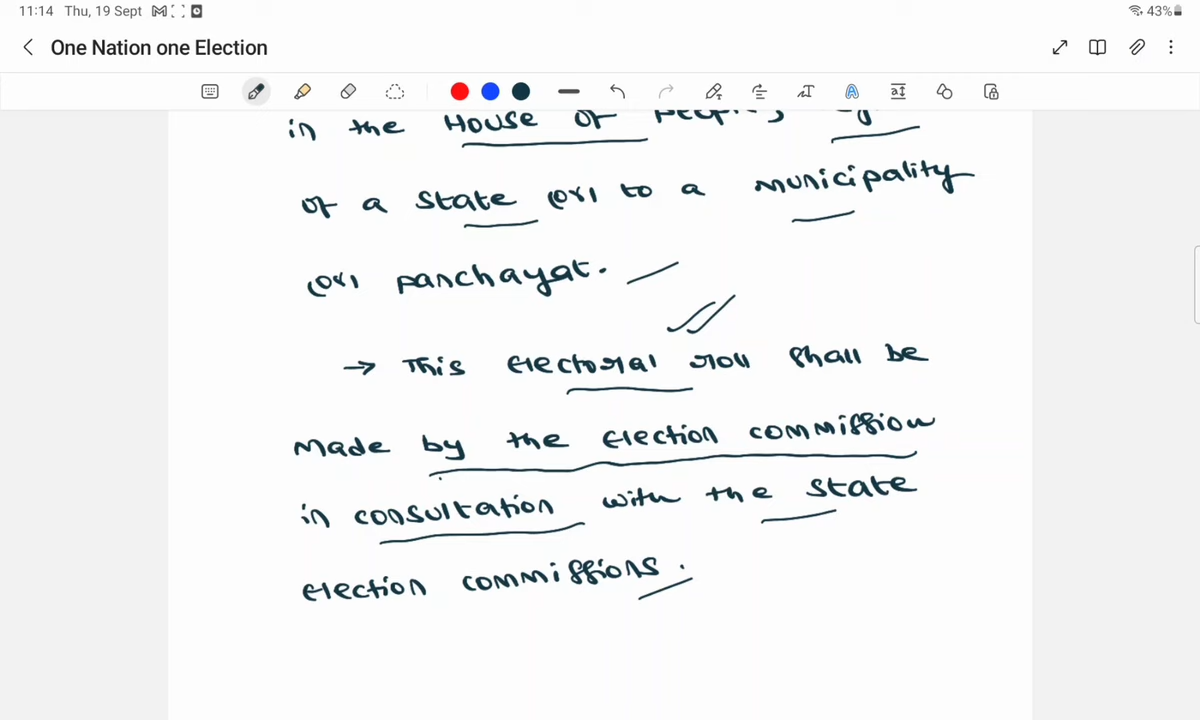 11:14 Thu, 19 Sept 43%
One Nation one Election
in the House of
of a State (or) to a municipality
(or) panchayat.
→ This Electoral roll shall be
made by the Election commission
in consultation with the State
Election commissions.